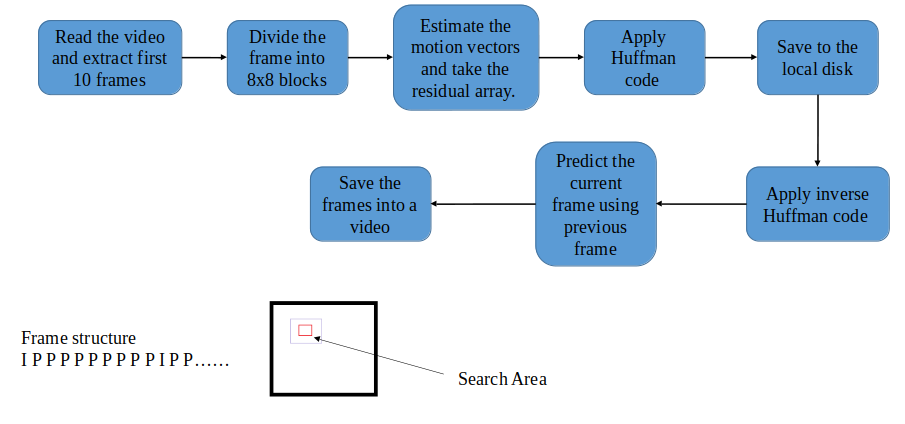 Read the video
and extract first
10 frames
Divide the
frame into
8x8 blocks
Estimate the
motion vectors
and take the
residual array.
Apply
Huffman
code
Save to the
local disk
Apply inverse
Huffman code
Predict the
current
frame using
previous
frame
Save the
frames into a
video
Frame structure
I P P P P P P P P P I P P……
Search Area